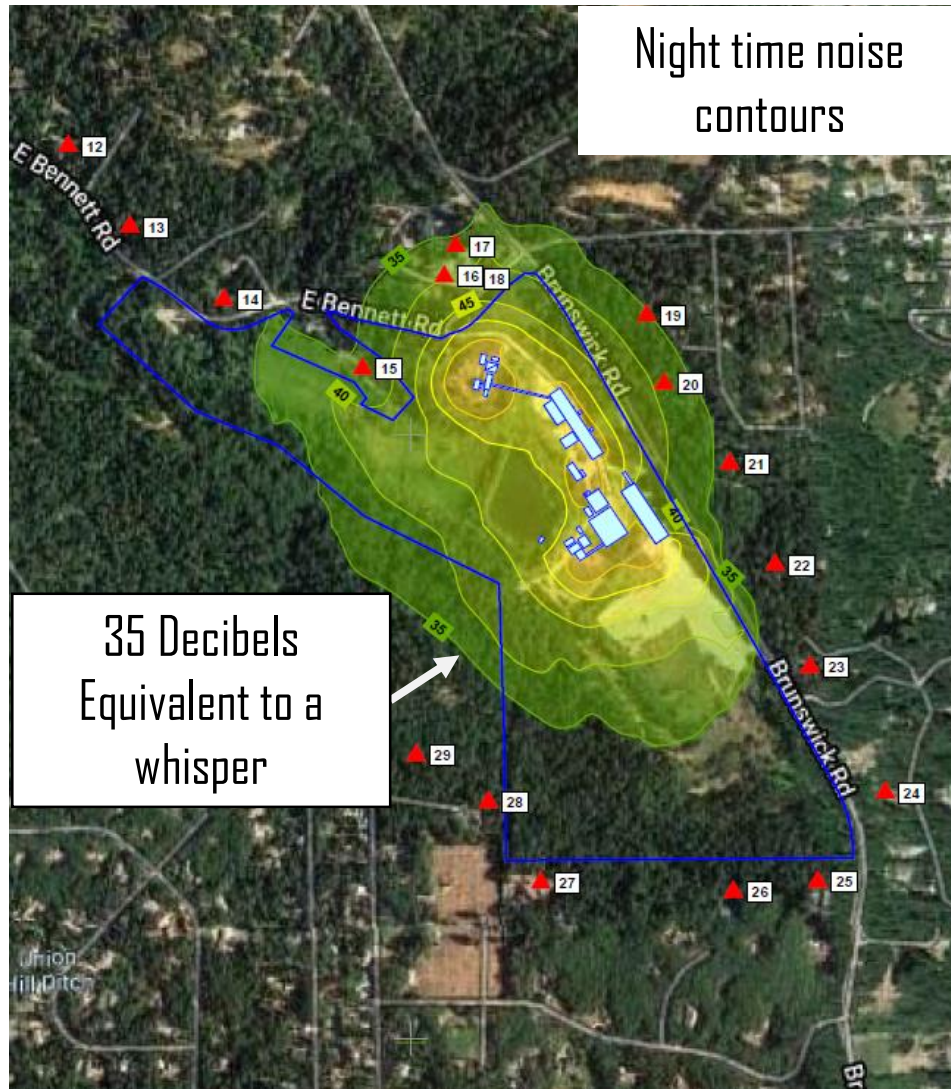 Night time noise
contours
12
E Bennett Rd
13
14
17
35
16
18
45
E Bennett Rd
Brunswick Rd
19
15
20
40
21
40
35
22
35
35 Decibels
Equivalent to a
whisper
23
Brunswick Rd
29
24
28
27
26
25
Union
Hill Ditch
B